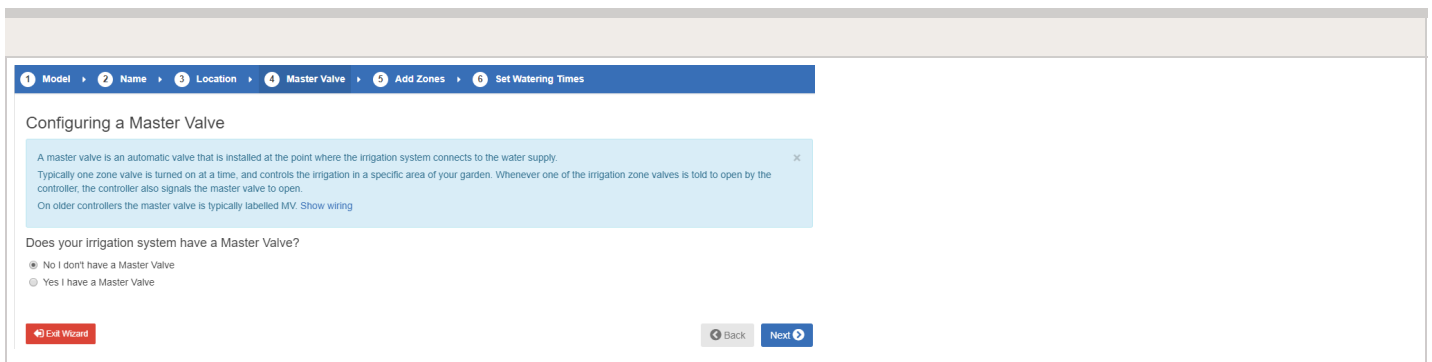 1 Model 2 Name 3 Location 4 Master Valve 5 Add Zones 6 Set Watering Times
Configuring a Master Valve
A master valve is an automatic valve that is installed at the point where the irrigation system connects to the water supply. ×
Typically one zone valve is turned on at a time, and controls the irrigation in a specific area of your garden. Whenever one of the irrigation zone valves is told to open by the
controller, the controller also signals the master valve to open.
On older controllers the master valve is typically labelled MV. Show wiring
Does your irrigation system have a Master Valve?
No I don't have a Master Valve
Yes I have a Master Valve
Exit Wizard Back Next